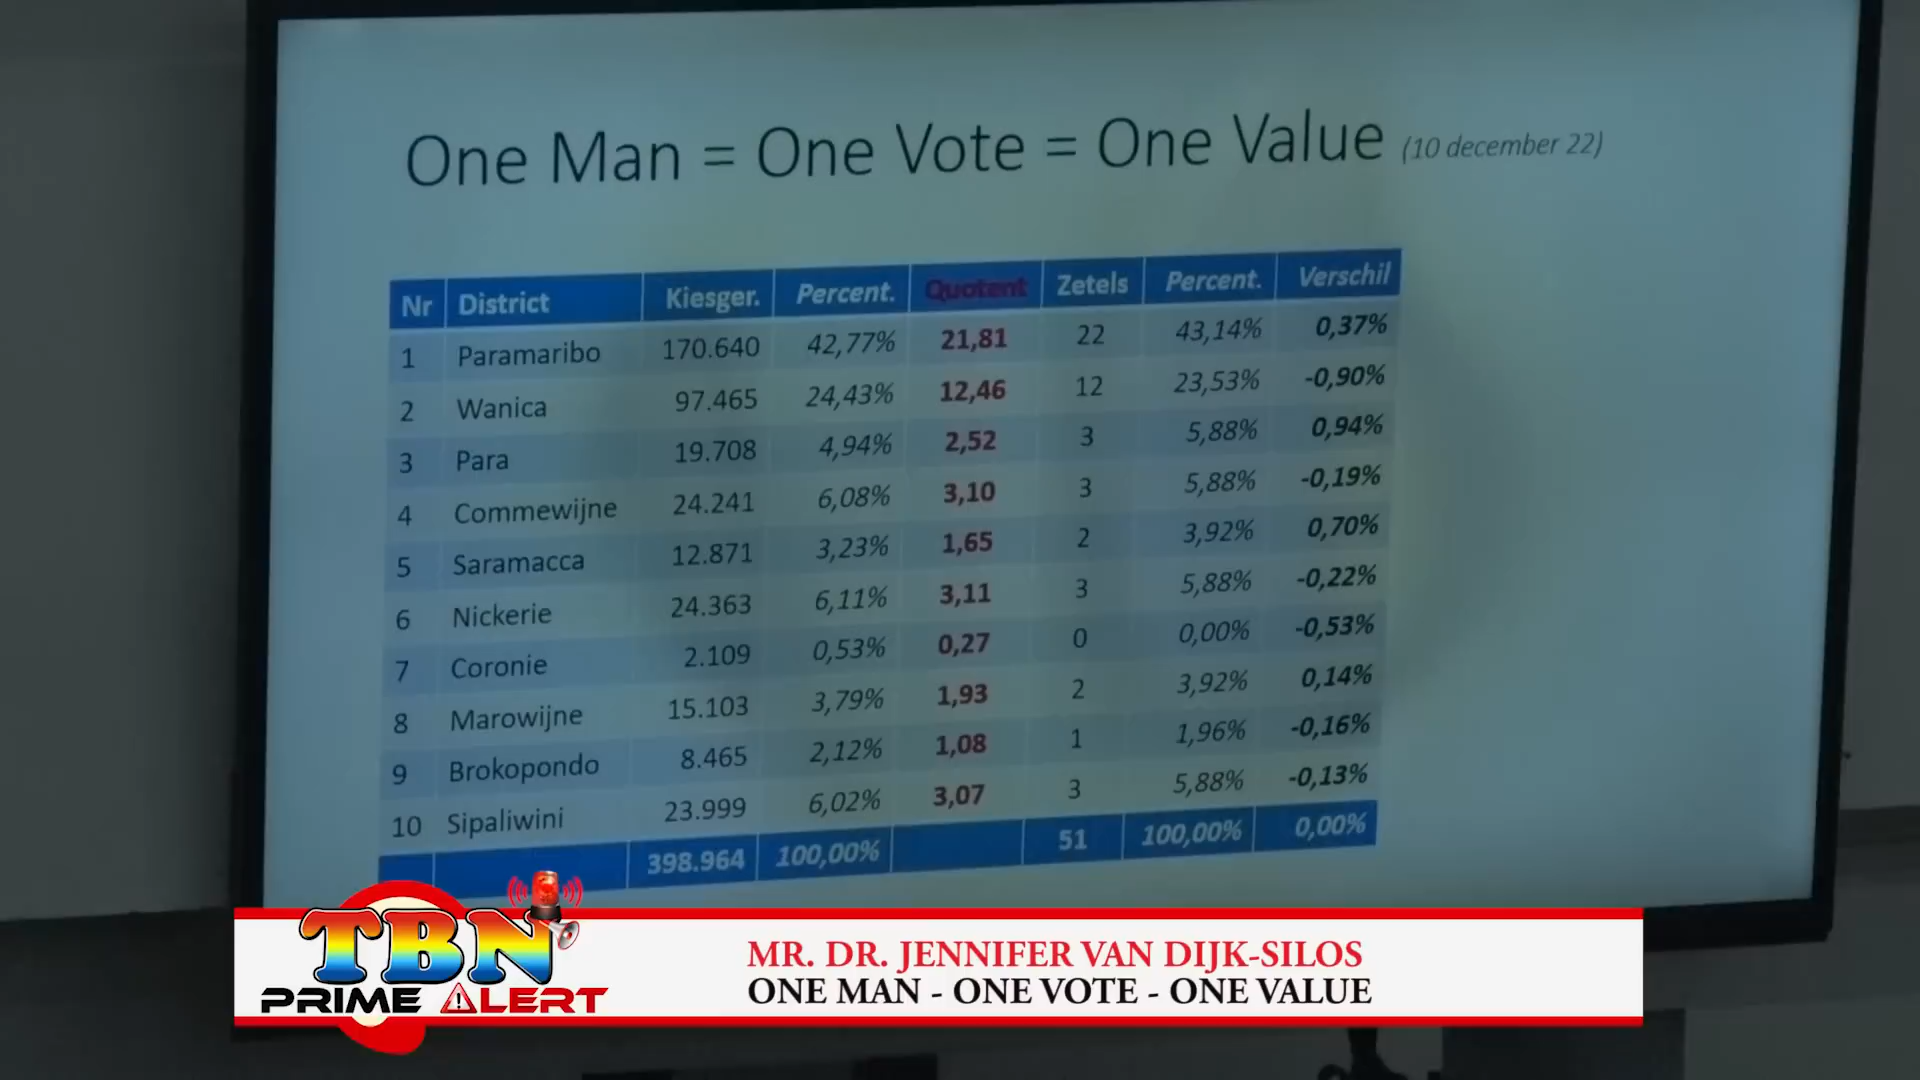 One Man = One Vote = One Value (10 december 22)
Nr District Kiesger. Percent. Quotent Zetels Percent. Verschil
1 Paramaribo 170.640 42,77% 21,81 22 43,14% 0,37%
2 Wanica 97.465 24,43% 12,46 12 23,53% -0,90%
3 Para 19.708 4,94% 2,52 3 5,88% 0,94%
4 Commewijne 24.241 6,08% 3,10 3 5,88% -0,19%
5 Saramacca 12.871 3,23% 1,65 2 3,92% 0,70%
6 Nickerie 24.363 6,11% 3,11 3 5,88% -0,22%
7 Coronie 2.109 0,53% 0,27 0 0,00% -0,53%
8 Marowijne 15.103 3,79% 1,93 2 3,92% 0,14%
9 Brokopondo 8.465 2,12% 1,08 1 1,96% -0,16%
10 Sipaliwini 23.999 6,02% 3,07 3 5,88% -0,13%
398.964 100,00% 51 100,00% 0,00%
TBN
PRIME ALERT
MR. DR. JENNIFER VAN DIJK-SILOS
ONE MAN - ONE VOTE - ONE VALUE